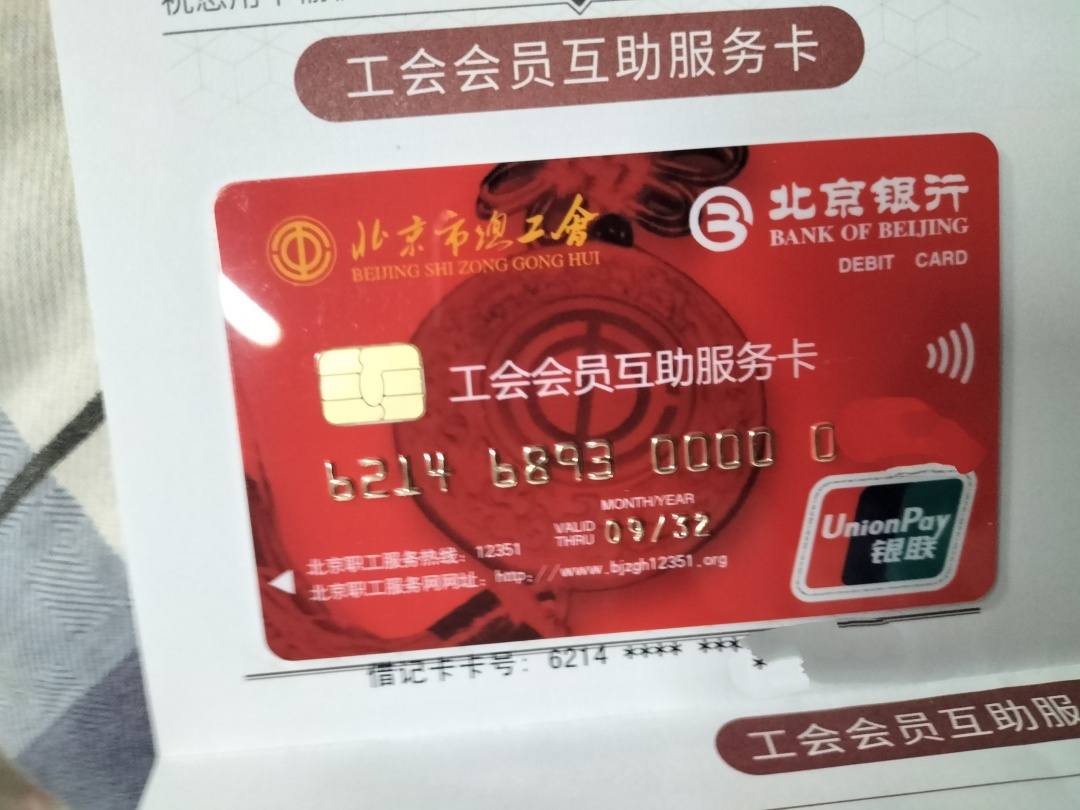 工会会员互助服务卡
北京市总工會
BEIJING SHI ZONG GONG HUI
北京银行
BANK OF BEIJING
DEBIT CARD
工会会员互助服务卡
6214 6893 0000 0
MONTH/YEAR
VALID THRU 09/32
UnionPay
银联
北京职工服务热线：12351
北京职工服务网网址：http://www.bjzgh12351.org
借记卡卡号：6214 **** ***
*
工会会员互助服